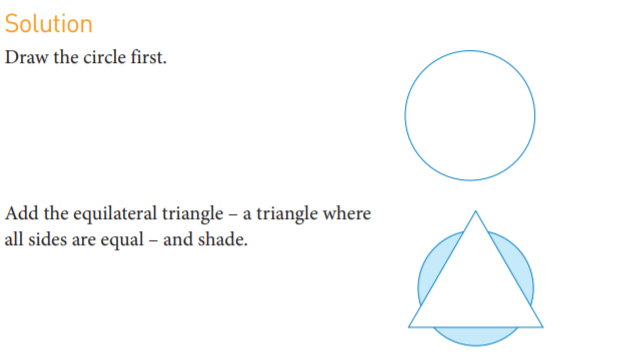 Solution
Draw the circle first.
Add the equilateral triangle – a triangle where
all sides are equal – and shade.